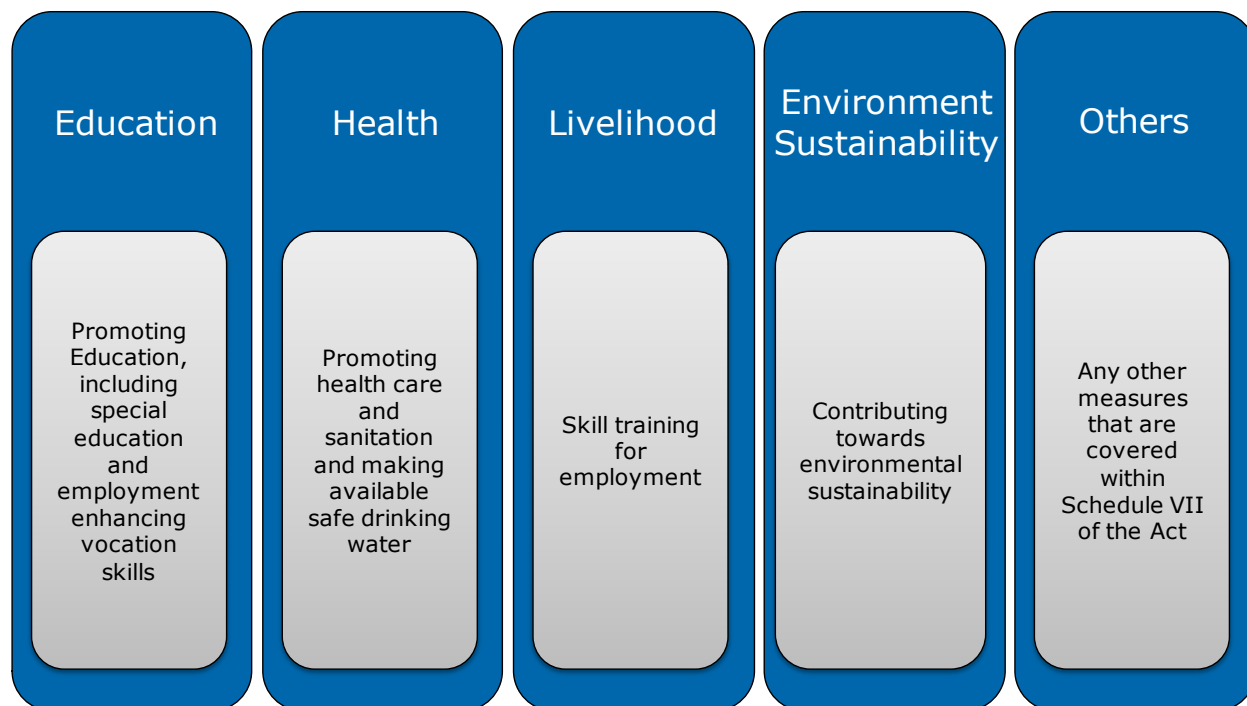 Education
Promoting
Education,
including
special
education
and
employment
enhancing
vocation
skills
Health
Promoting
health care
and
sanitation
and making
available
safe drinking
water
Livelihood
Skill training
for
employment
Environment
Sustainability
Contributing
towards
environmental
sustainability
Others
Any other
measures
that are
covered
within
Schedule VII
of the Act